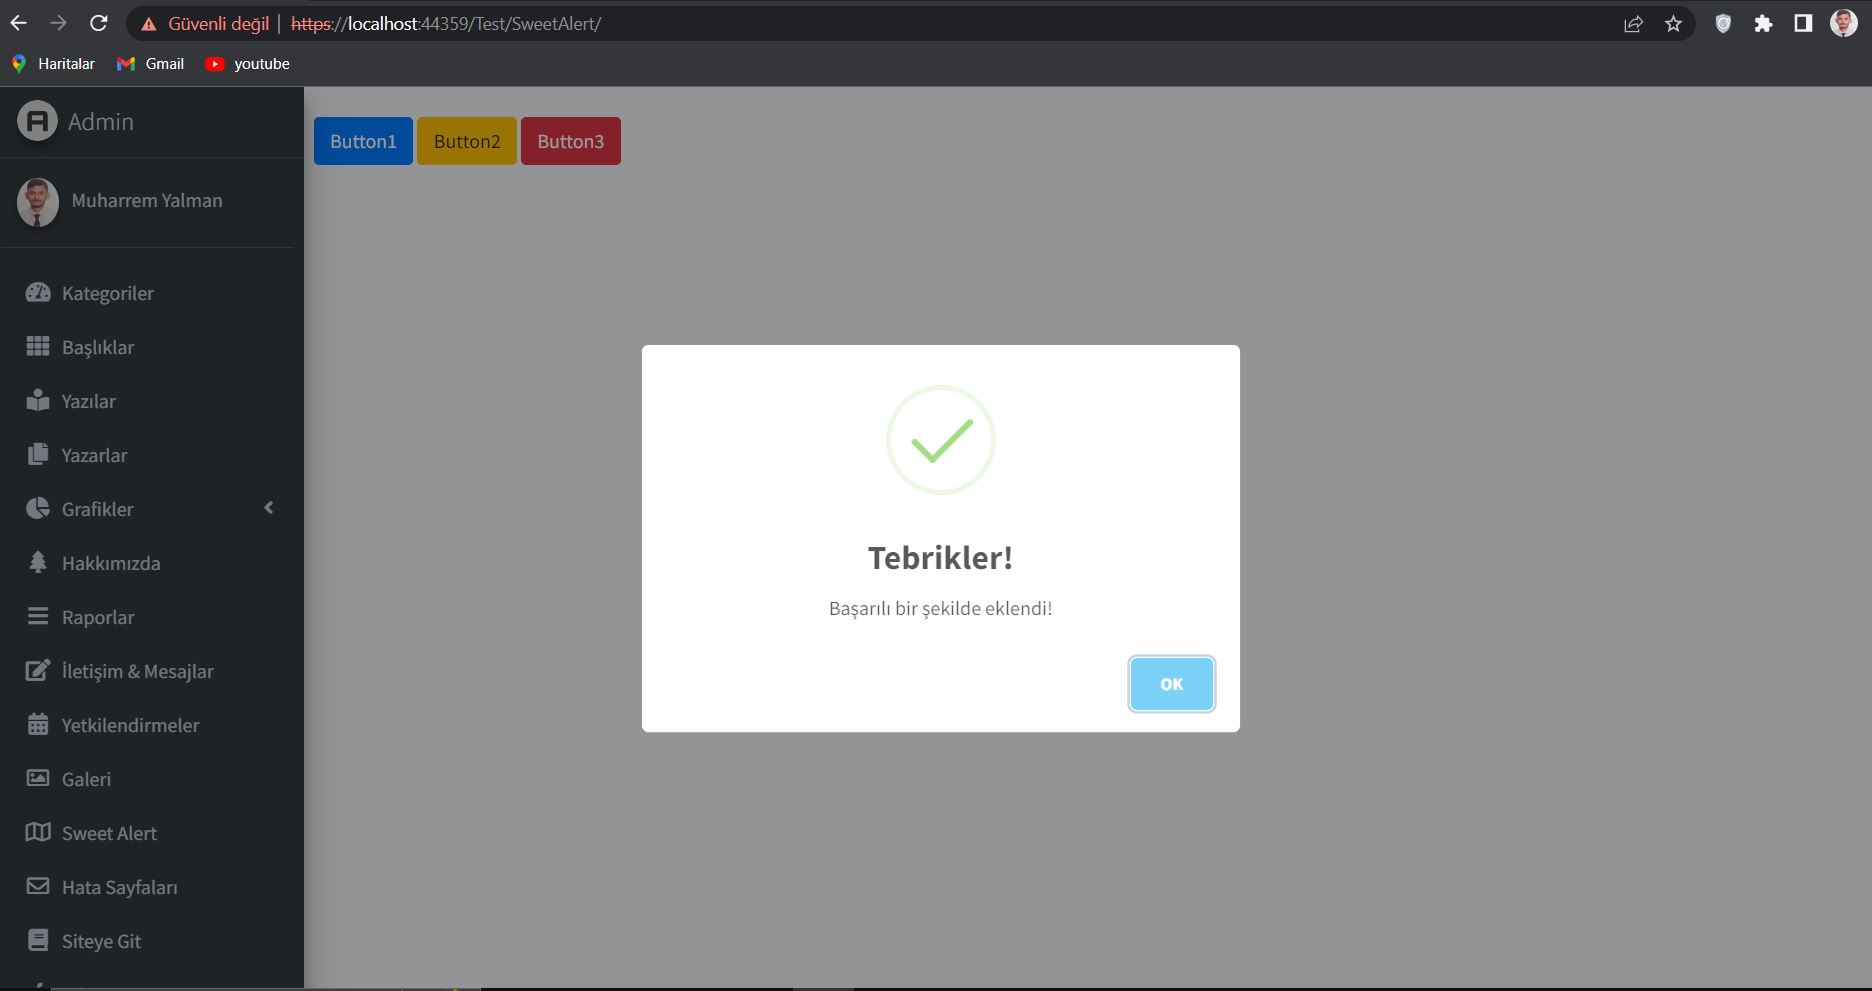 Güvenli değil | https://localhost:44359/Test/SweetAlert/
Haritalar Gmail youtube
Admin
Muharrem Yalman
Kategoriler
Başlıklar
Yazılar
Yazarlar
Grafikler
Hakkımızda
Raporlar
İletişim & Mesajlar
Yetkilendirmeler
Galeri
Sweet Alert
Hata Sayfaları
Siteye Git
Button1 Button2 Button3
Tebrikler!
Başarılı bir şekilde eklendi!
OK